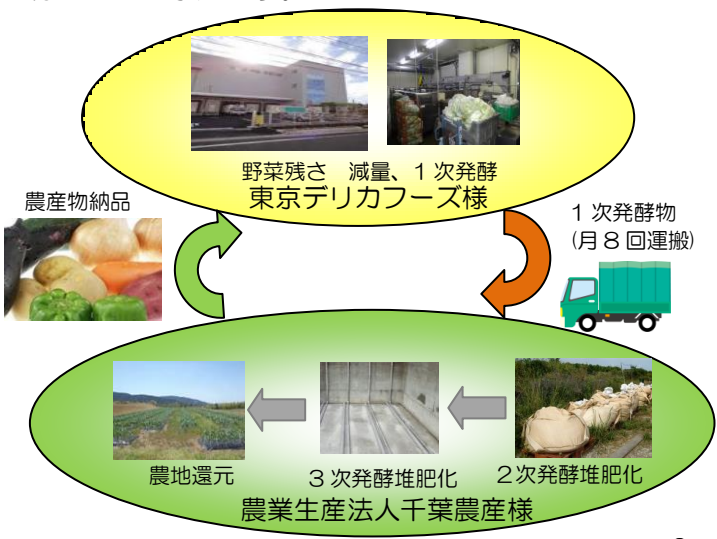 野菜残さ　減量、１次発酵
東京デリカフーズ様
農産物納品
１次発酵物
(月８回運搬)
農地還元
３次発酵堆肥化
２次発酵堆肥化
農業生産法人千葉農産様